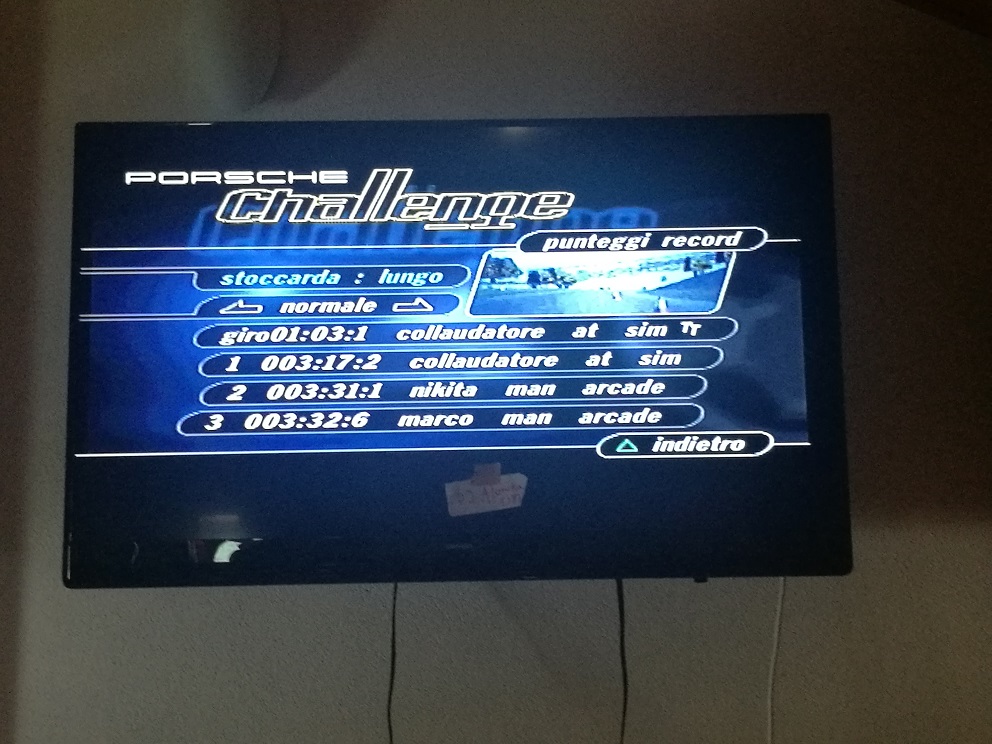 PORSCHE
Challenge
punteggi record
stoccarda : lungo
normale
giro01:03:1 collaudatore at sim Tr
1 003:17:2 collaudatore at sim
2 003:31:1 nikita man arcade
3 003:32:6 marco man arcade
indietro